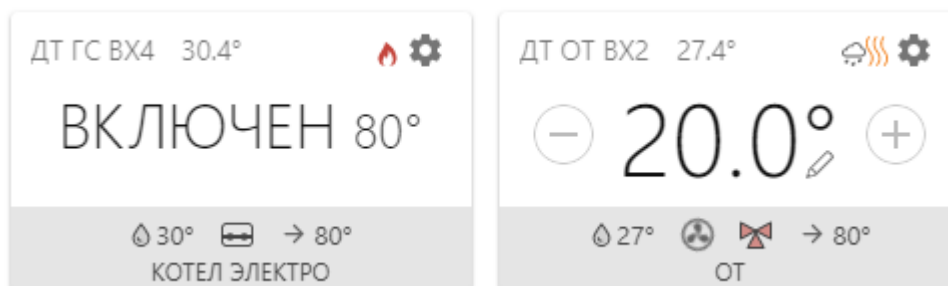 ДТ ГС ВХ4 30.4°
ВКЛЮЧЕН 80°
30° → 80°
КОТЕЛ ЭЛЕКТРО
ДТ ОТ ВХ2 27.4°
20.0°
27° → 80°
ОТ